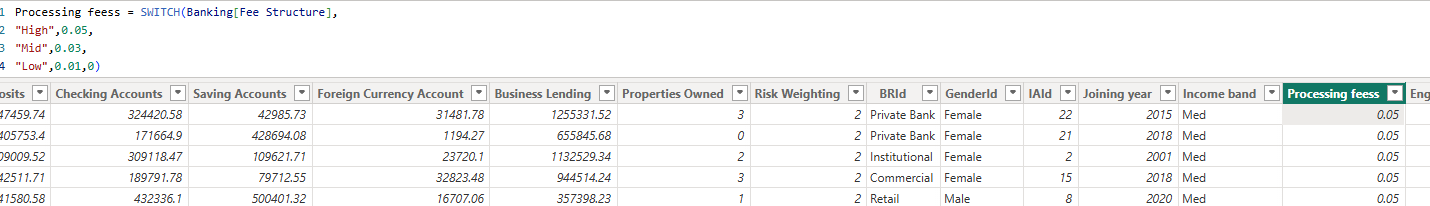 1 Processing feess = SWITCH(Banking[Fee Structure],
2 "High",0.05,
3 "Mid",0.03,
4 "Low",0.01,0)
osits Checking Accounts Saving Accounts Foreign Currency Account Business Lending Properties Owned Risk Weighting BRId GenderId IAId Joining year Income band Processing feess Eng
47459.74 324420.58 42985.73 31481.78 1255331.52 3 2 Private Bank Female 22 2015 Med 0.05
405753.4 171664.9 428694.08 1194.27 655845.68 0 2 Private Bank Female 21 2018 Med 0.05
09009.52 309118.47 109621.71 23720.1 1132529.34 2 2 Institutional Female 2 2001 Med 0.05
42511.71 189791.78 79712.55 32823.48 944514.24 3 2 Commercial Female 15 2018 Med 0.05
41580.58 432336.1 500401.32 16707.06 357398.23 1 2 Retail Male 8 2020 Med 0.05